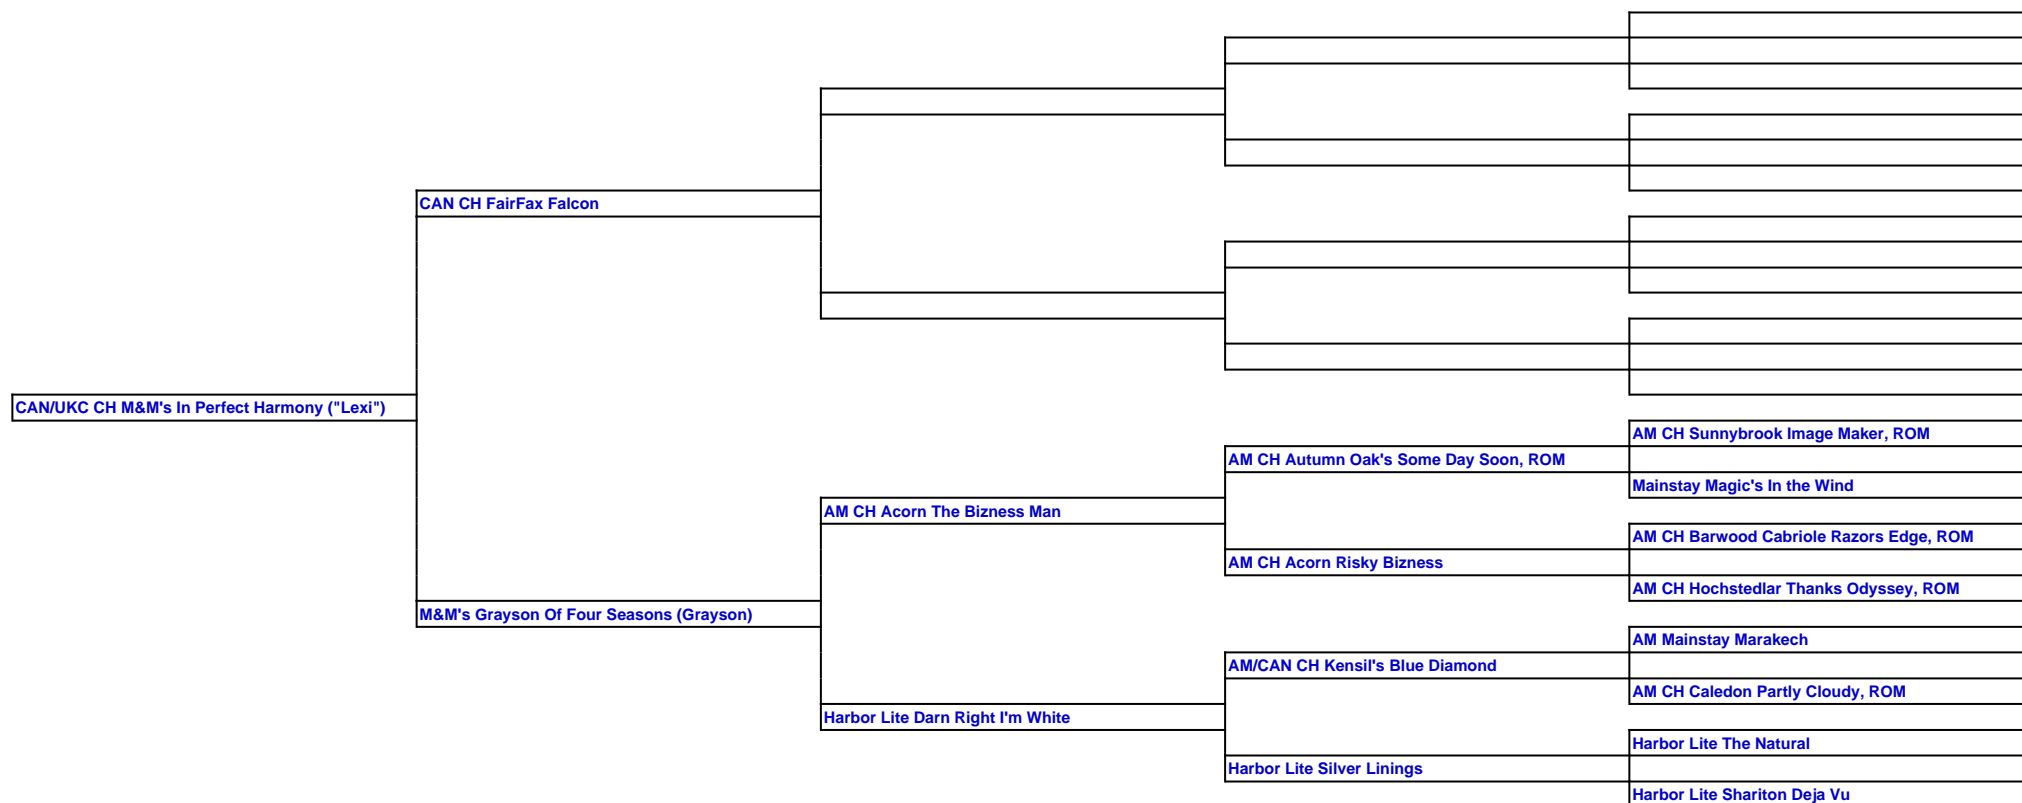 CAN CH FairFax Falcon
CAN/UKC CH M&M's In Perfect Harmony ("Lexi")
AM CH Sunnybrook Image Maker, ROM
AM CH Autumn Oak's Some Day Soon, ROM
Mainstay Magic's In the Wind
AM CH Acorn The Bizness Man
AM CH Barwood Cabriole Razors Edge, ROM
AM CH Acorn Risky Bizness
AM CH Hochstedlar Thanks Odyssey, ROM
M&M's Grayson Of Four Seasons (Grayson)
AM Mainstay Marakech
AM/CAN CH Kensil's Blue Diamond
AM CH Caledon Partly Cloudy, ROM
Harbor Lite Darn Right I'm White
Harbor Lite The Natural
Harbor Lite Silver Linings
Harbor Lite Shariton Deja Vu